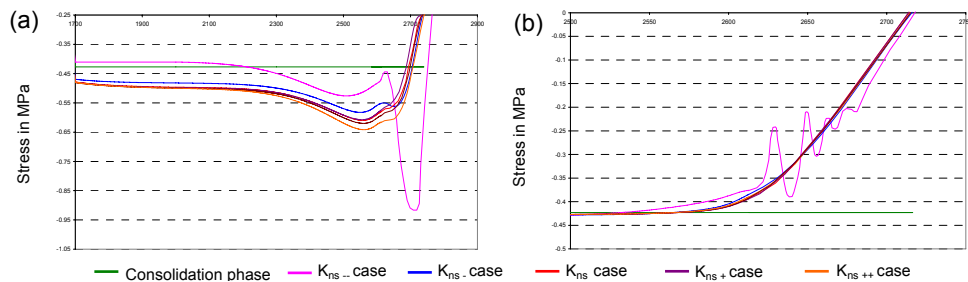 (a)
Stress in MPa
-0.25
-0.35
-0.45
-0.55
-0.65
-0.75
-0.85
-0.95
-1.05
1700 1900 2100 2300 2500 2700 2900
(b)
Stress in MPa
0
-0.05
-0.1
-0.15
-0.2
-0.25
-0.3
-0.35
-0.4
-0.45
-0.5
2500 2550 2600 2650 2700 275
Consolidation phase Kns -- case Kns - case Kns case Kns + case Kns ++ case